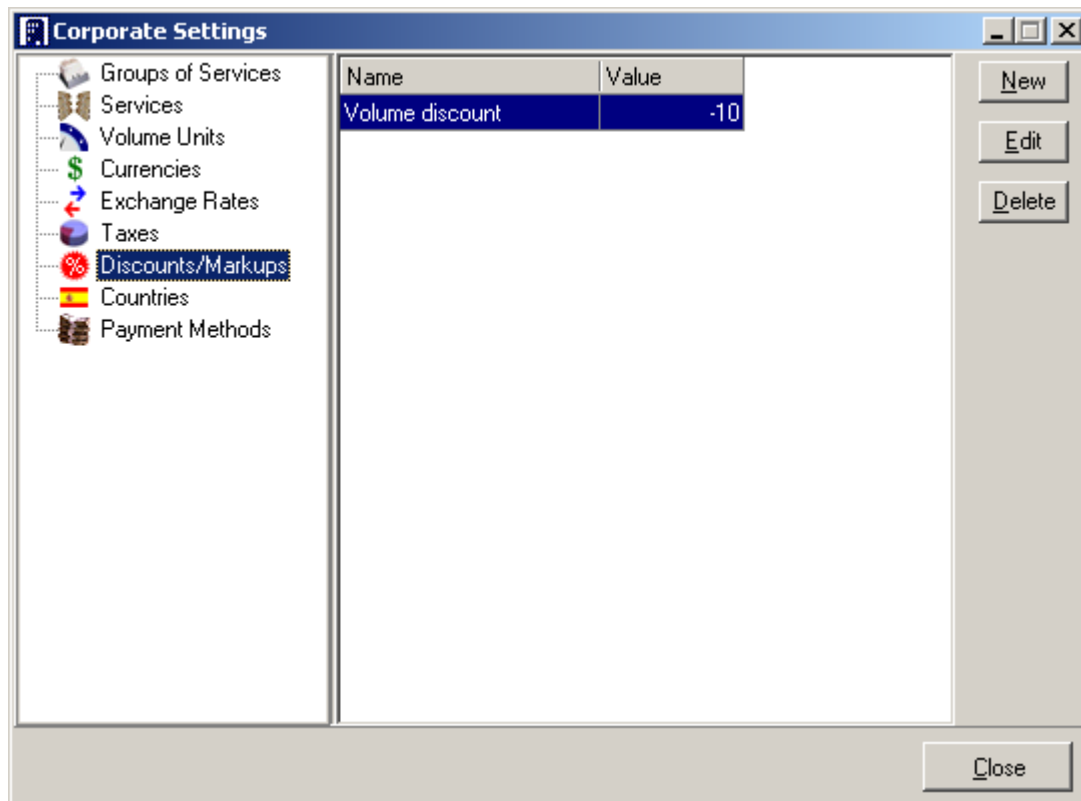 Corporate Settings
Groups of Services
Services
Volume Units
Currencies
Exchange Rates
Taxes
Discounts/Markups
Countries
Payment Methods
Name Value
Volume discount -10
New
Edit
Delete
Close